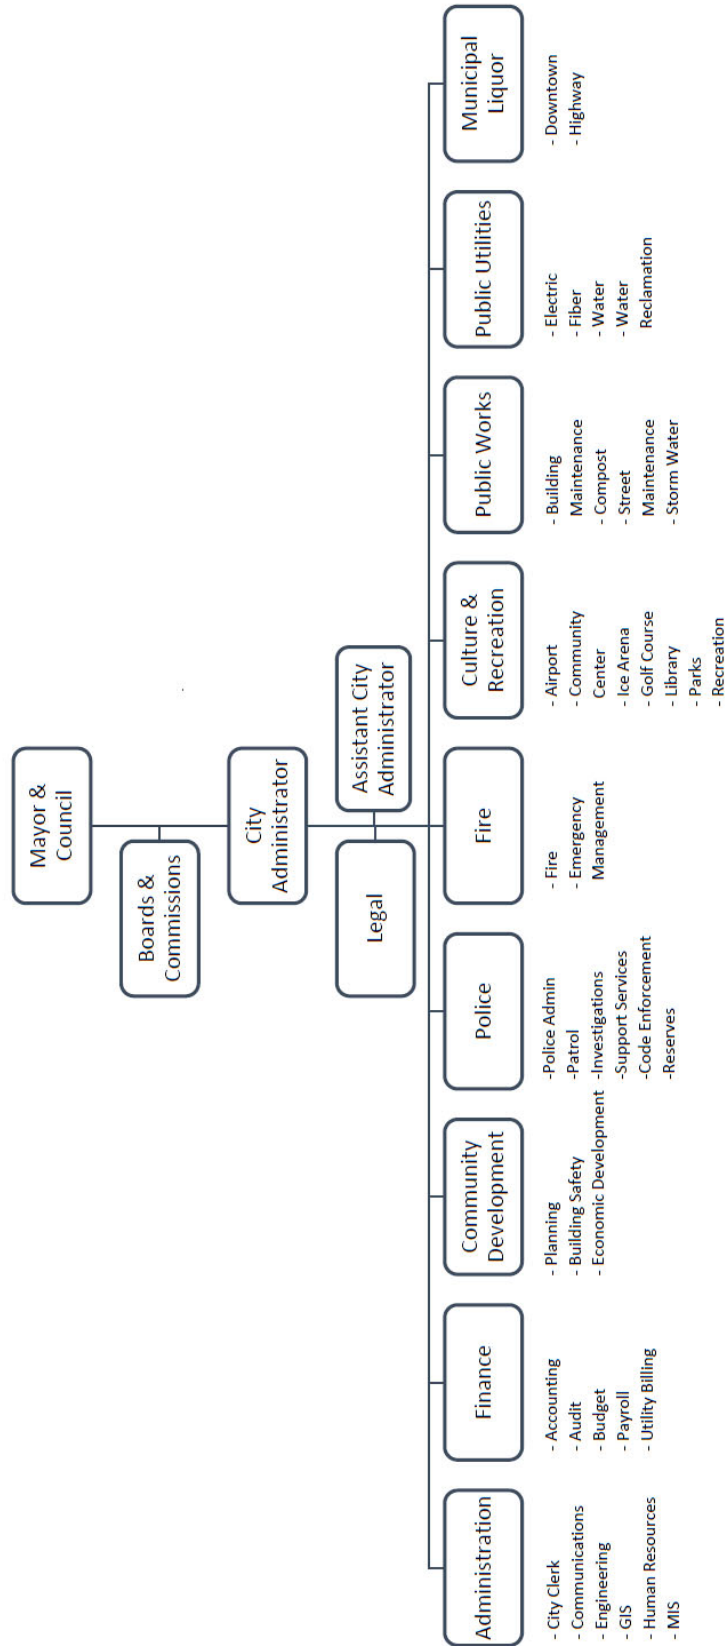 Mayor &
Council
Boards &
Commissions
City
Administrator
Legal
Assistant City
Administrator
Administration
- City Clerk
- Communications
- Engineering
- GIS
- Human Resources
- MIS
Finance
- Accounting
- Audit
- Budget
- Payroll
- Utility Billing
Community
Development
- Planning
- Building Safety
- Economic Development
Police
-Police Admin
-Patrol
-Investigations
-Support Services
-Code Enforcement
-Reserves
Fire
- Fire
- Emergency
Management
Culture &
Recreation
- Airport
- Community
Center
- Ice Arena
- Golf Course
- Library
- Parks
- Recreation
Public Works
- Building
Maintenance
- Compost
- Street
Maintenance
- Storm Water
Public Utilities
- Electric
- Fiber
- Water
- Water
Reclamation
Municipal
Liquor
- Downtown
- Highway